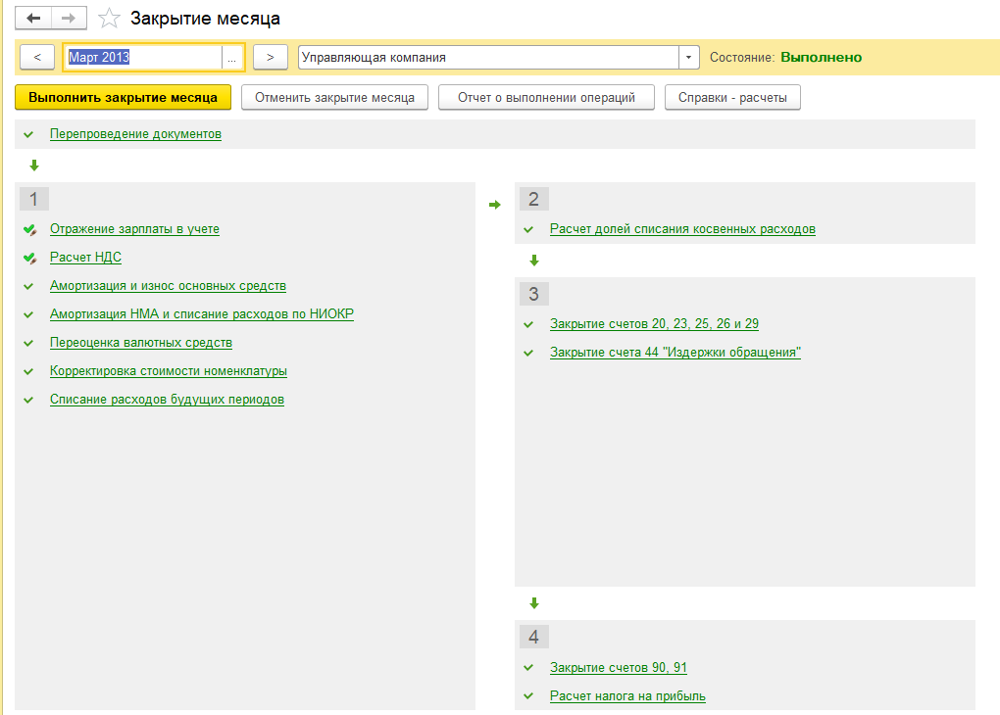 Закрытие месяца
< Март 2013 ... > Управляющая компания Состояние: Выполнено
Выполнить закрытие месяца Отменить закрытие месяца Отчет о выполнении операций Справки - расчеты
Перепроведение документов
1
Отражение зарплаты в учете
Расчет НДС
Амортизация и износ основных средств
Амортизация НМА и списание расходов по НИОКР
Переоценка валютных средств
Корректировка стоимости номенклатуры
Списание расходов будущих периодов
2
Расчет долей списания косвенных расходов
3
Закрытие счетов 20, 23, 25, 26 и 29
Закрытие счета 44 "Издержки обращения"
4
Закрытие счетов 90, 91
Расчет налога на прибыль